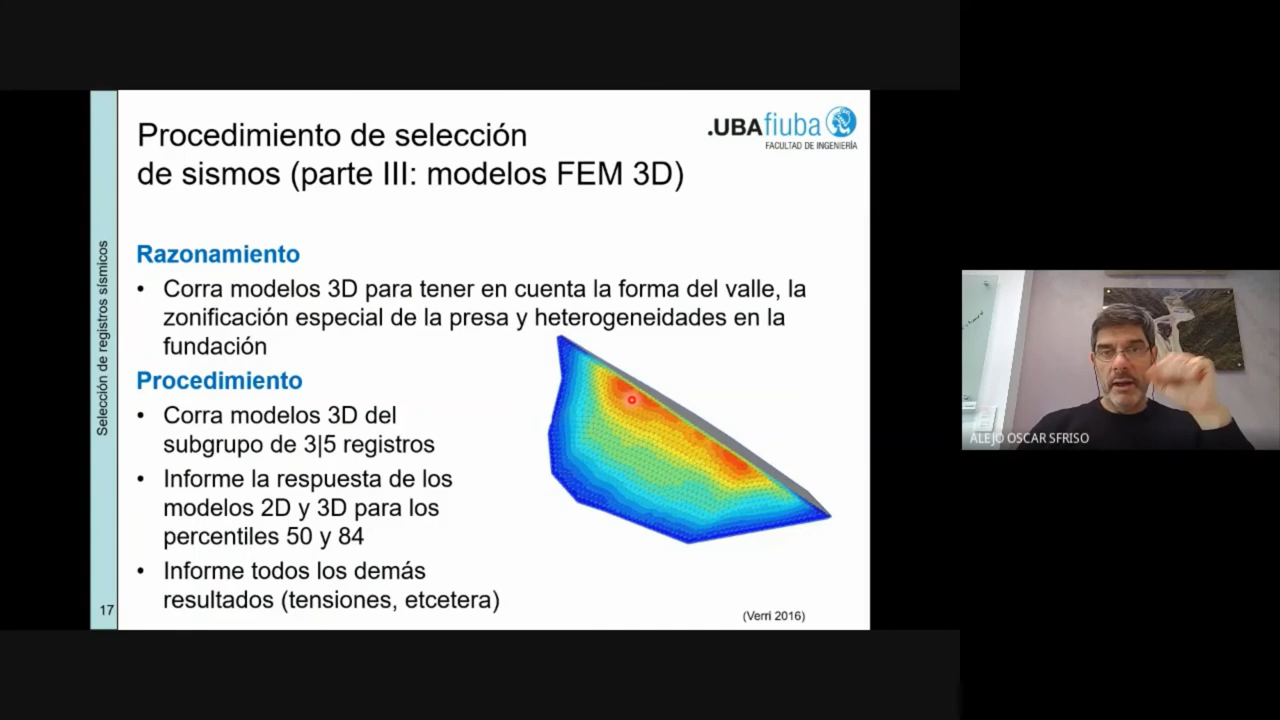 Procedimiento de selección
de sismos (parte III: modelos FEM 3D)
.UBAfiuba
FACULTAD DE INGENIERÍA
Selección de registros sísmicos
Razonamiento
• Corra modelos 3D para tener en cuenta la forma del valle, la
zonificación especial de la presa y heterogeneidades en la
fundación
Procedimiento
• Corra modelos 3D del
subgrupo de 3|5 registros
• Informe la respuesta de los
modelos 2D y 3D para los
percentiles 50 y 84
• Informe todos los demás
resultados (tensiones, etcetera)
17
(Verri 2016)
ALEJO OSCAR SFRISO